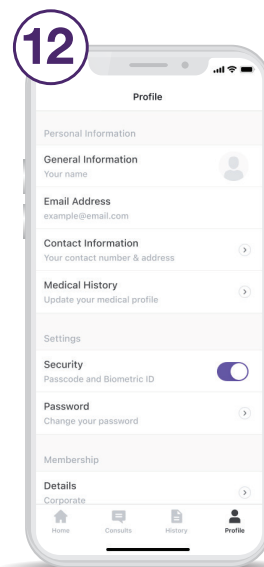 12
Profile
Personal Information
General Information
Your name
Email Address
example@email.com
Contact Information
Your contact number & address
Medical History
Update your medical profile
Settings
Security
Passcode and Biometric ID
Password
Change your password
Membership
Details
Corporate
Home Consults History Profile